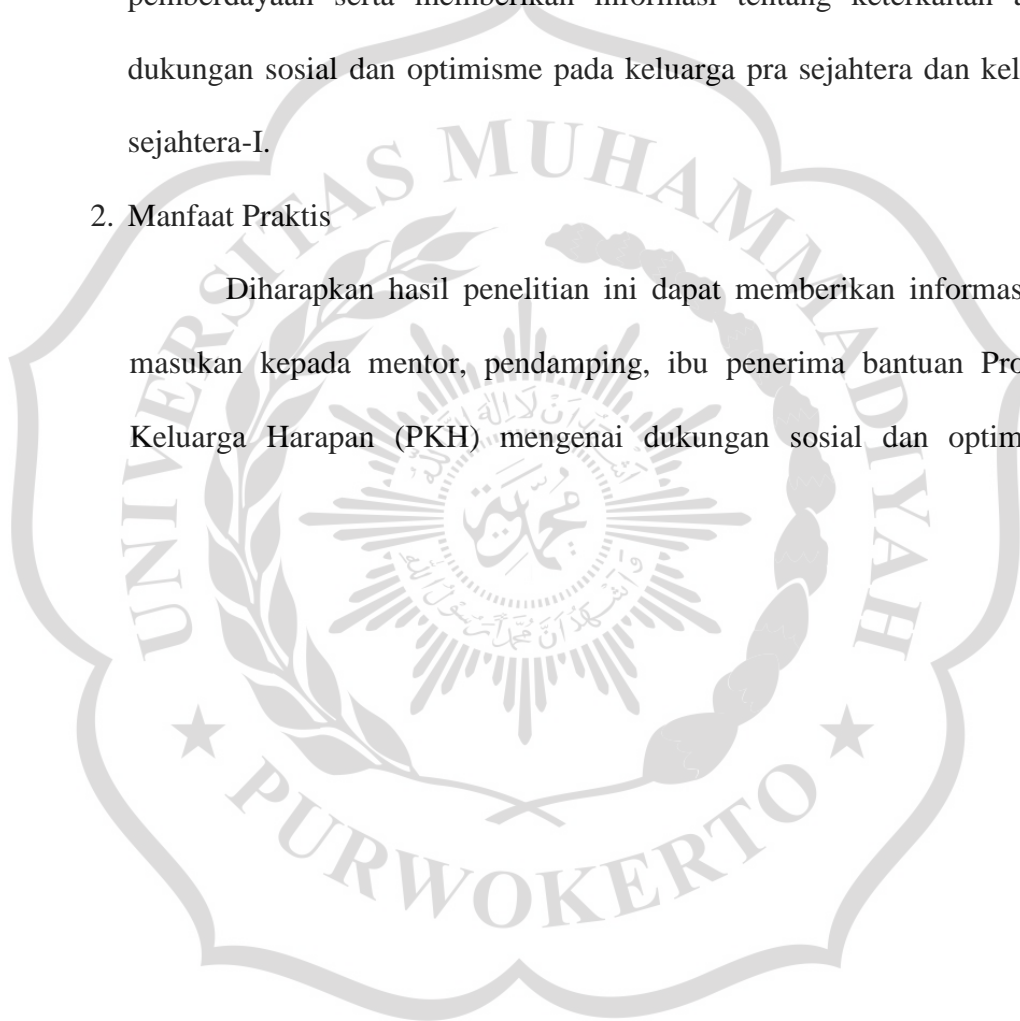 pemberdayaan serta memberikan informasi tentang keterkaitan
dukungan sosial dan optimisme pada keluarga pra sejahtera dan kel
sejahtera-I.
2. Manfaat Praktis
Diharapkan hasil penelitian ini dapat memberikan informas
masukan kepada mentor, pendamping, ibu penerima bantuan Pro
Keluarga Harapan (PKH) mengenai dukungan sosial dan optim
UNIVERSITAS MUHAMMADIYAH
PURWOKERTO